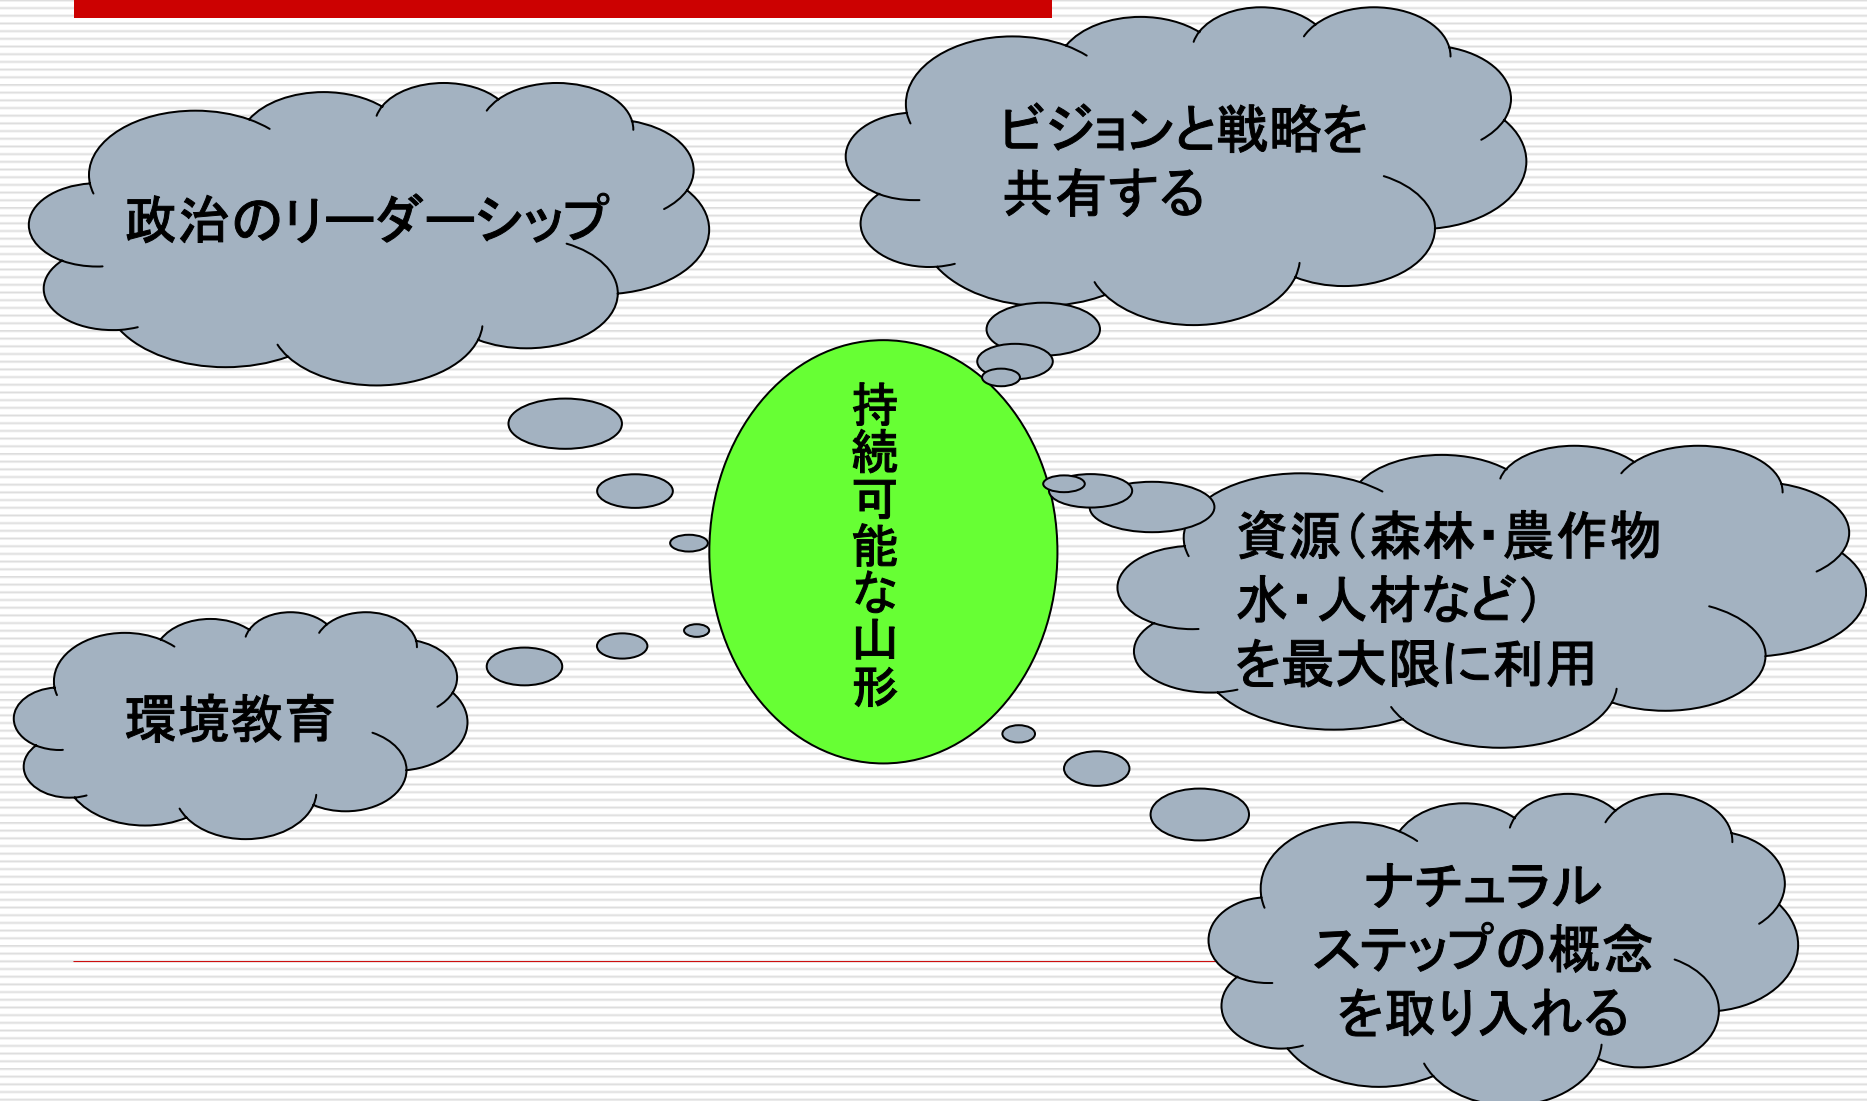 ビジョンと戦略を
共有する
政治のリーダーシップ
持続可能な山形
資源(森林・農作物
水・人材など)
を最大限に利用
環境教育
ナチュラル
ステップの概念
を取り入れる